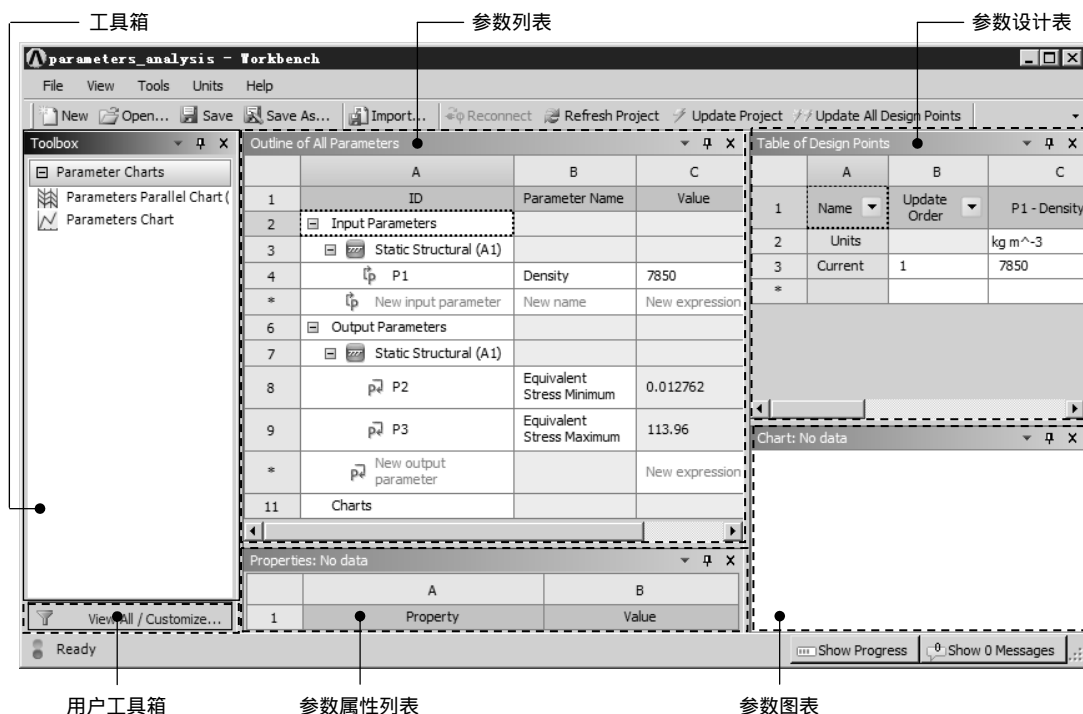 工具箱
参数列表
参数设计表
parameters_analysis - Workbench
File View Tools Units Help
New Open... Save Save As... Import... Reconnect Refresh Project Update Project Update All Design Points
Toolbox
Parameter Charts
Parameters Parallel Chart (
Parameters Chart
View All / Customize...
Outline of All Parameters
A B C
1 ID Parameter Name Value
2 Input Parameters
3 Static Structural (A1)
4 P1 Density 7850
* New input parameter New name New expression
6 Output Parameters
7 Static Structural (A1)
8 P2 Equivalent Stress Minimum 0.012762
9 P3 Equivalent Stress Maximum 113.96
* New output parameter New expression
11 Charts
Properties: No data
A B
1 Property Value
Table of Design Points
A B C
1 Name Update Order P1 - Density
2 Units kg m^-3
3 Current 1 7850
*
Chart: No data
Ready
Show Progress Show 0 Messages
用户工具箱
参数属性列表
参数图表